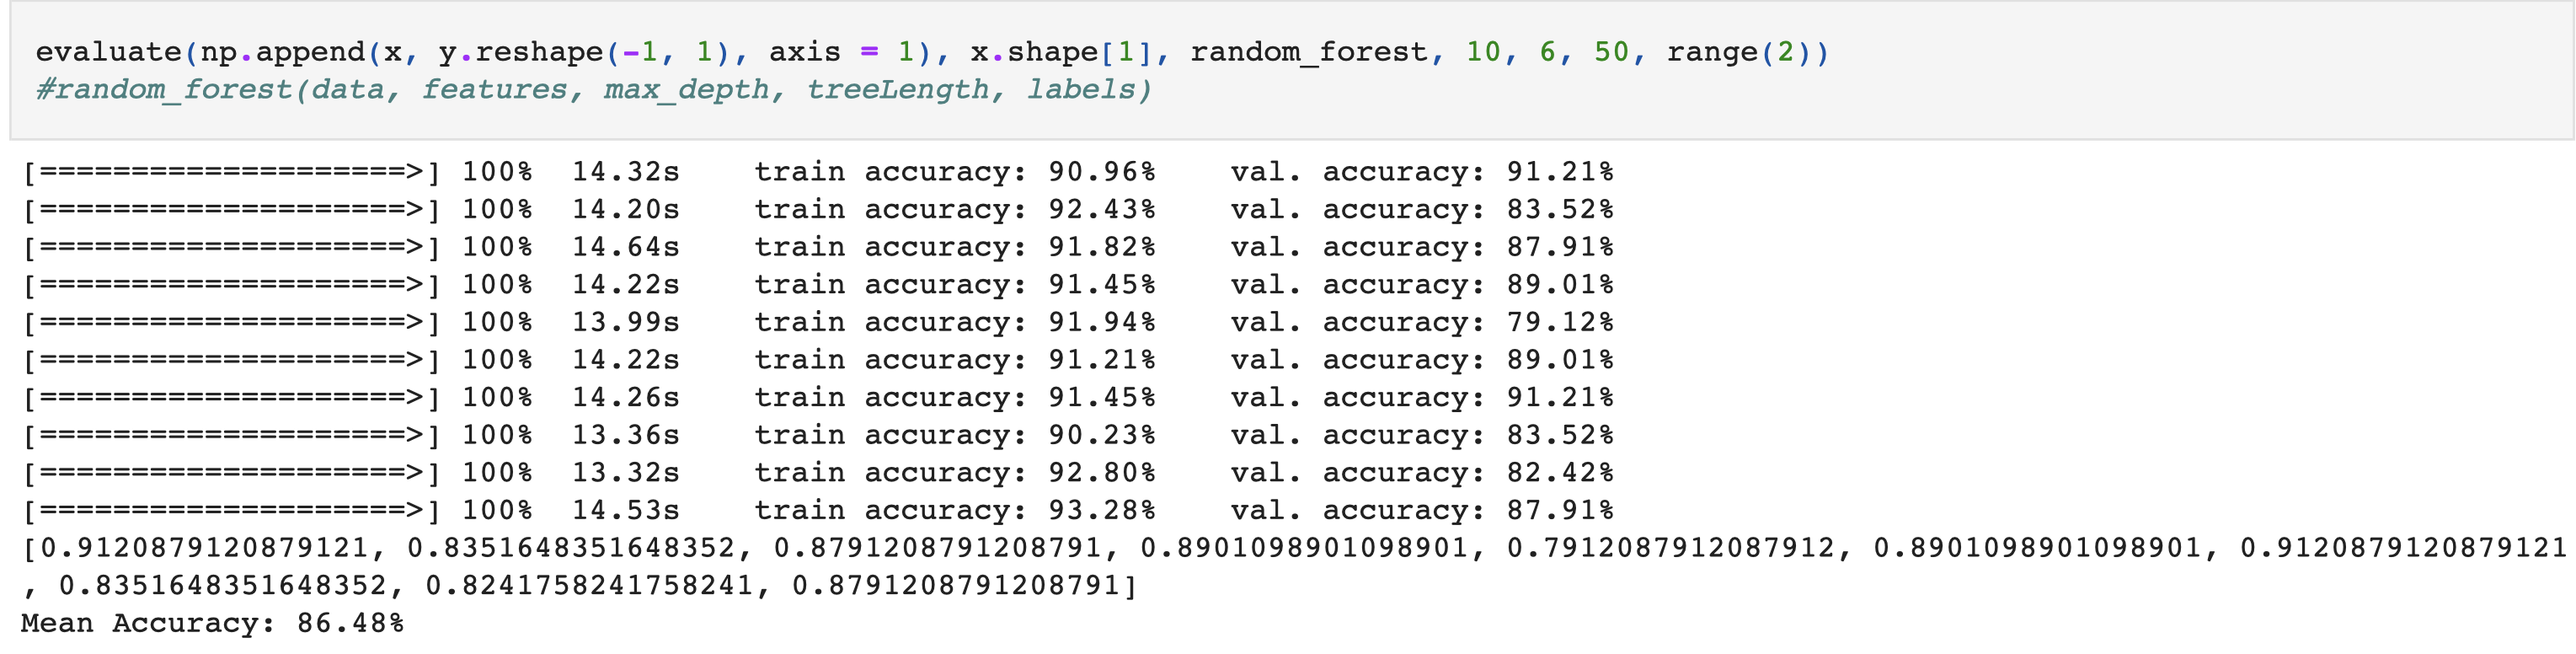 evaluate(np.append(x, y.reshape(-1, 1), axis = 1), x.shape[1], random_forest, 10, 6, 50, range(2))
#random_forest(data, features, max_depth, treeLength, labels)
[====================>] 100%  14.32s    train accuracy: 90.96%    val. accuracy: 91.21%
[====================>] 100%  14.20s    train accuracy: 92.43%    val. accuracy: 83.52%
[====================>] 100%  14.64s    train accuracy: 91.82%    val. accuracy: 87.91%
[====================>] 100%  14.22s    train accuracy: 91.45%    val. accuracy: 89.01%
[====================>] 100%  13.99s    train accuracy: 91.94%    val. accuracy: 79.12%
[====================>] 100%  14.22s    train accuracy: 91.21%    val. accuracy: 89.01%
[====================>] 100%  14.26s    train accuracy: 91.45%    val. accuracy: 91.21%
[====================>] 100%  13.36s    train accuracy: 90.23%    val. accuracy: 83.52%
[====================>] 100%  13.32s    train accuracy: 92.80%    val. accuracy: 82.42%
[====================>] 100%  14.53s    train accuracy: 93.28%    val. accuracy: 87.91%
[0.9120879120879121, 0.8351648351648352, 0.8791208791208791, 0.8901098901098901, 0.7912087912087912, 0.8901098901098901, 0.9120879120879121
, 0.8351648351648352, 0.8241758241758241, 0.8791208791208791]
Mean Accuracy: 86.48%